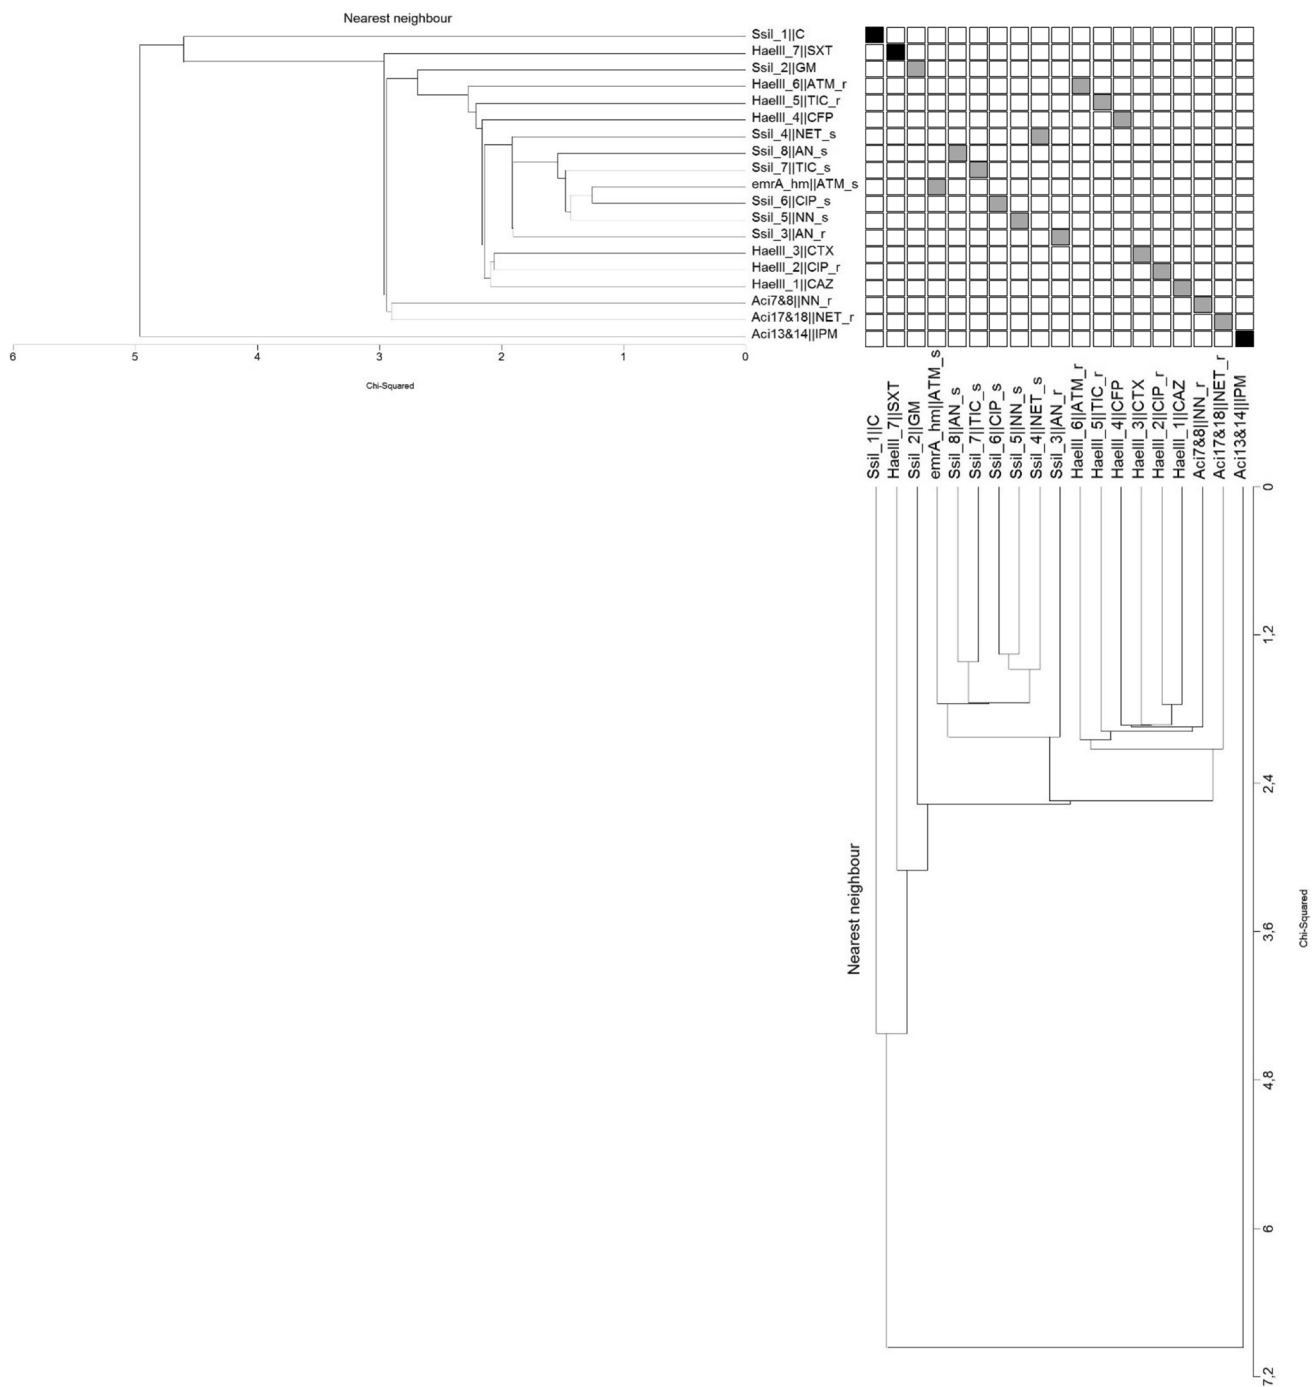 Nearest neighbour
Ssil_1||C
HaeIII_7||SXT
Ssil_2||GM
HaeIII_6||ATM_r
HaeIII_5||TIC_r
HaeIII_4||CFP
Ssil_4||NET_s
Ssil_8||AN_s
Ssil_7||TIC_s
emrA_hm||ATM_s
Ssil_6||CIP_s
Ssil_5||NN_s
Ssil_3||AN_r
HaeIII_3||CTX
HaeIII_2||CIP_r
HaeIII_1||CAZ
Aci7&8||NN_r
Aci17&18||NET_r
Aci13&14||IPM
6 5 4 3 2 1 0
Chi-Squared
Ssil_1||C
HaeIII_7||SXT
Ssil_2||GM
emrA_hm||ATM_s
Ssil_8||AN_s
Ssil_7||TIC_s
Ssil_6||CIP_s
Ssil_5||NN_s
Ssil_4||NET_s
Ssil_3||AN_r
HaeIII_6||ATM_r
HaeIII_5||TIC_r
HaeIII_4||CFP
HaeIII_3||CTX
HaeIII_2||CIP_r
HaeIII_1||CAZ
Aci7&8||NN_r
Aci17&18||NET_r
Aci13&14||IPM
0
1,2
2,4
3,6
4,8
6
7,2
Nearest neighbour
Chi-Squared